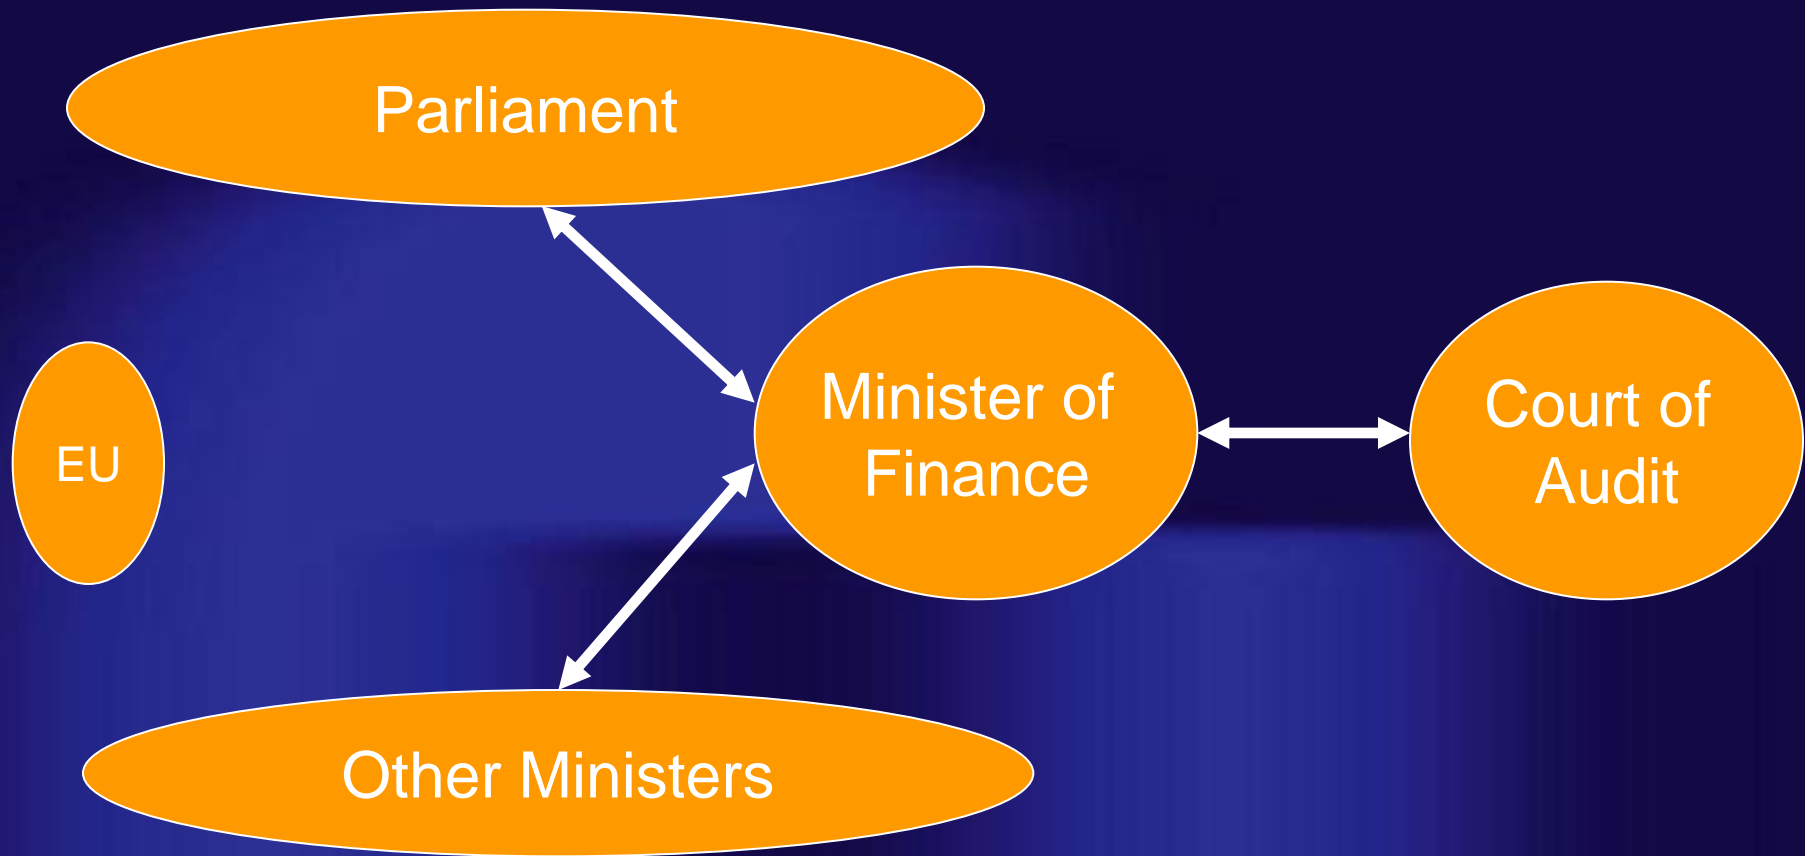 Parliament
Minister of
Finance
Court of
Audit
EU
Other Ministers